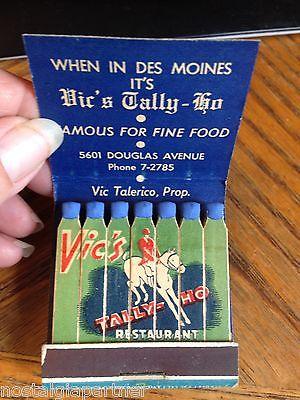 WHEN IN DES MOINES
IT'S
Vic's Tally-Ho
FAMOUS FOR FINE FOOD
5601 DOUGLAS AVENUE
Phone 7-2785
Vic Talerico, Prop.
Vic's
TALLY-HO
RESTAURANT
nostalgiapartner